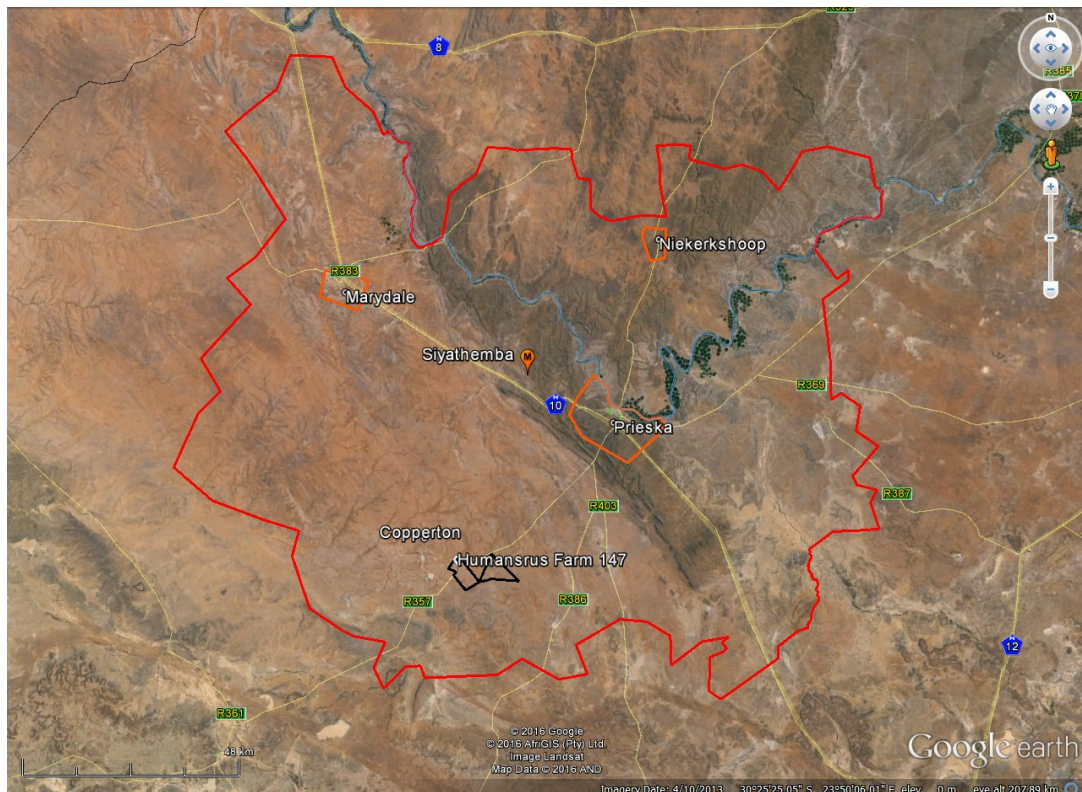 R325
N
8
R385
37
Niekerkshoop
R383
Marydale
Siyathemba
M
N
10
R369
Prieska
R387
R403
Copperton
Humansrus Farm 147
R357
R386
N
12
R361
48 km
© 2016 Google
© 2016 AfriGIS (Pty) Ltd.
Image Landsat
Map Data © 2016 AND
Google earth
Imagery Date: 4/10/2013 30°25'25.05" S 23°50'06.01" E elev 0 m eye alt 207.89 km